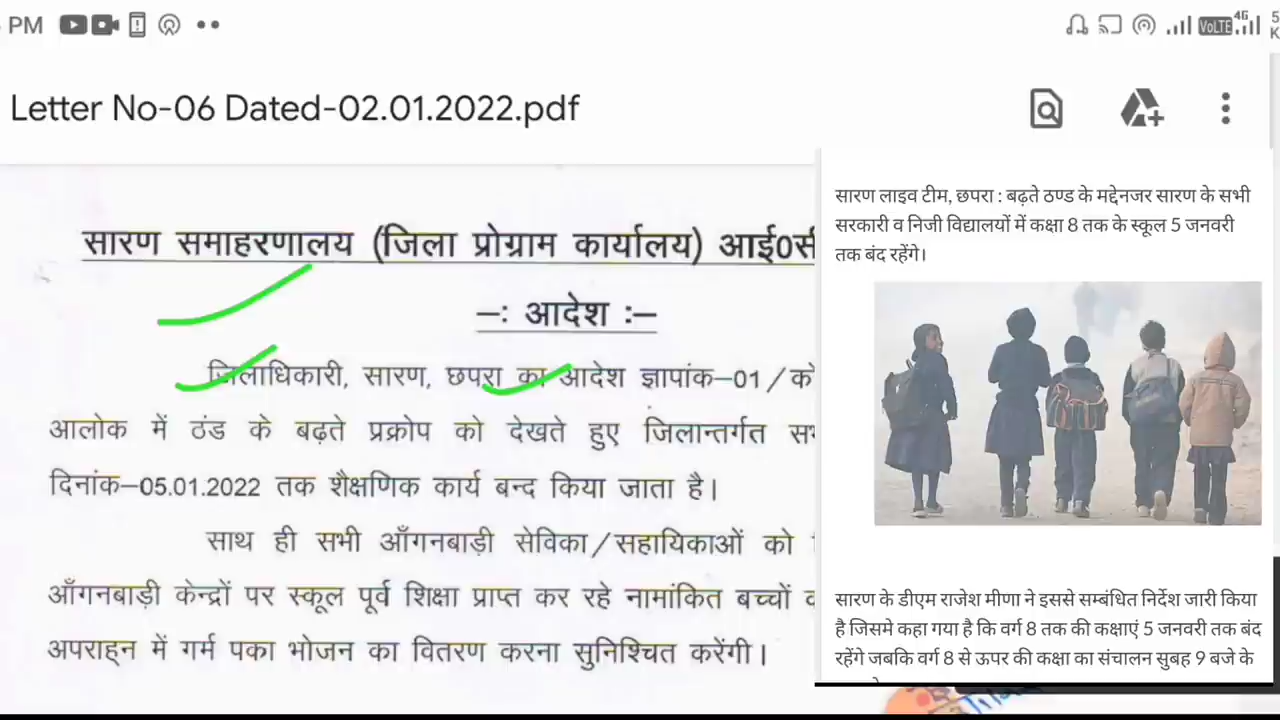 PM
VoLTE
4G
5
K
Letter No-06 Dated-02.01.2022.pdf
सारण समाहरणालय (जिला प्रोग्राम कार्यालय) आई0सी
–: आदेश :–
जिलाधिकारी, सारण, छपरा का आदेश ज्ञापांक–01/को
आलोक में ठंड के बढ़ते प्रक्रोप को देखते हुए जिलान्तर्गत
दिनांक–05.01.2022 तक शैक्षणिक कार्य बन्द किया जाता है।
साथ ही सभी आँगनबाड़ी सेविका/सहायिकाओं को
आँगनबाड़ी केन्द्रों पर स्कूल पूर्व शिक्षा प्राप्त कर रहे नामांकित बच्चों
अपराह्न में गर्म पका भोजन का वितरण करना सुनिश्चित करेंगी।
सारण लाइव टीम, छपरा : बढ़ते ठण्ड के मद्देनजर सारण के सभी
सरकारी व निजी विद्यालयों में कक्षा 8 तक के स्कूल 5 जनवरी
तक बंद रहेंगे।
सारण के डीएम राजेश मीणा ने इससे सम्बंधित निर्देश जारी किया
है जिसमे कहा गया है कि वर्ग 8 तक की कक्षाएं 5 जनवरी तक बंद
रहेंगे जबकि वर्ग 8 से ऊपर की कक्षा का संचालन सुबह 9 बजे के